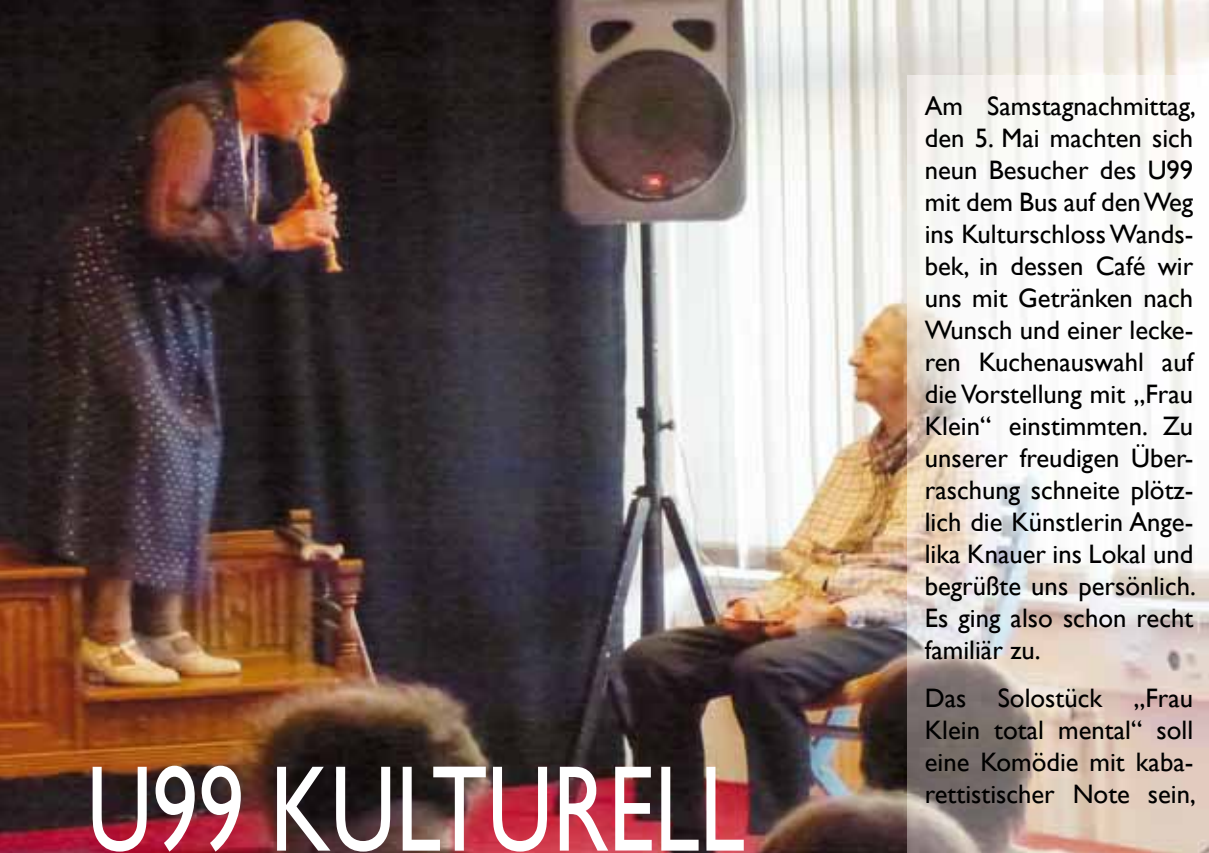 Am Samstagnachmittag,
den 5. Mai machten sich
neun Besucher des U99
mit dem Bus auf den Weg
ins Kulturschloss Wands-
bek, in dessen Café wir
uns mit Getränken nach
Wunsch und einer lecke-
ren Kuchenauswahl auf
die Vorstellung mit „Frau
Klein“ einstimmten. Zu
unserer freudigen Über-
raschung schneite plötz-
lich die Künstlerin Ange-
lika Knauer ins Lokal und
begrüßte uns persönlich.
Es ging also schon recht
familiär zu.
Das Solostück „Frau
Klein total mental“ soll
eine Komödie mit kaba-
rettistischer Note sein,
U99 KULTURELL